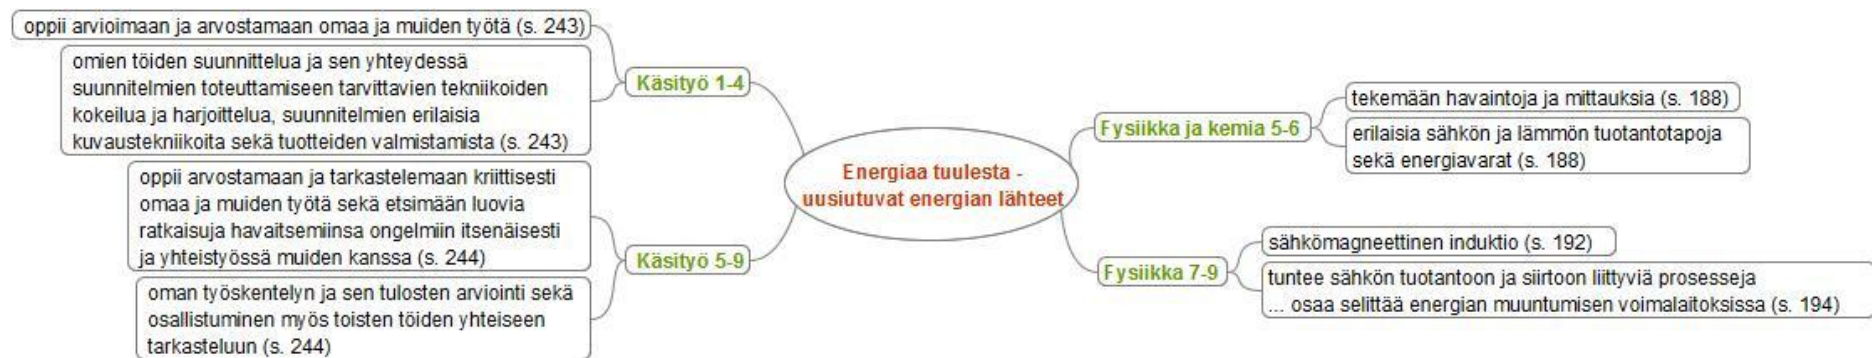 oppii arvioimaan ja arvostamaan omaa ja muiden työtä (s. 243)
omien töiden suunnittelua ja sen yhteydessä
suunnitelmien toteuttamiseen tarvittavien tekniikoiden
kokeilua ja harjoittelua, suunnitelmien erilaisia
kuvaustekniikoita sekä tuotteiden valmistamista (s. 243)
Käsityö 1-4
oppii arvostamaan ja tarkastelemaan kriittisesti
omaa ja muiden työtä sekä etsimään luovia
ratkaisuja havaitsemiinsa ongelmiin itsenäisesti
ja yhteistyössä muiden kanssa (s. 244)
Käsityö 5-9
oman työskentelyn ja sen tulosten arviointi sekä
osallistuminen myös toisten töiden yhteiseen
tarkasteluun (s. 244)
Energiaa tuulesta -
uusiutuvat energian lähteet
Fysiikka ja kemia 5-6
tekemään havaintoja ja mittauksia (s. 188)
erilaisia sähkön ja lämmön tuotantotapoja
sekä energiavarat (s. 188)
Fysiikka 7-9
sähkömagneettinen induktio (s. 192)
tuntee sähkön tuotantoon ja siirtoon liittyviä prosesseja
... osaa selittää energian muuntumisen voimalaitoksissa (s. 194)